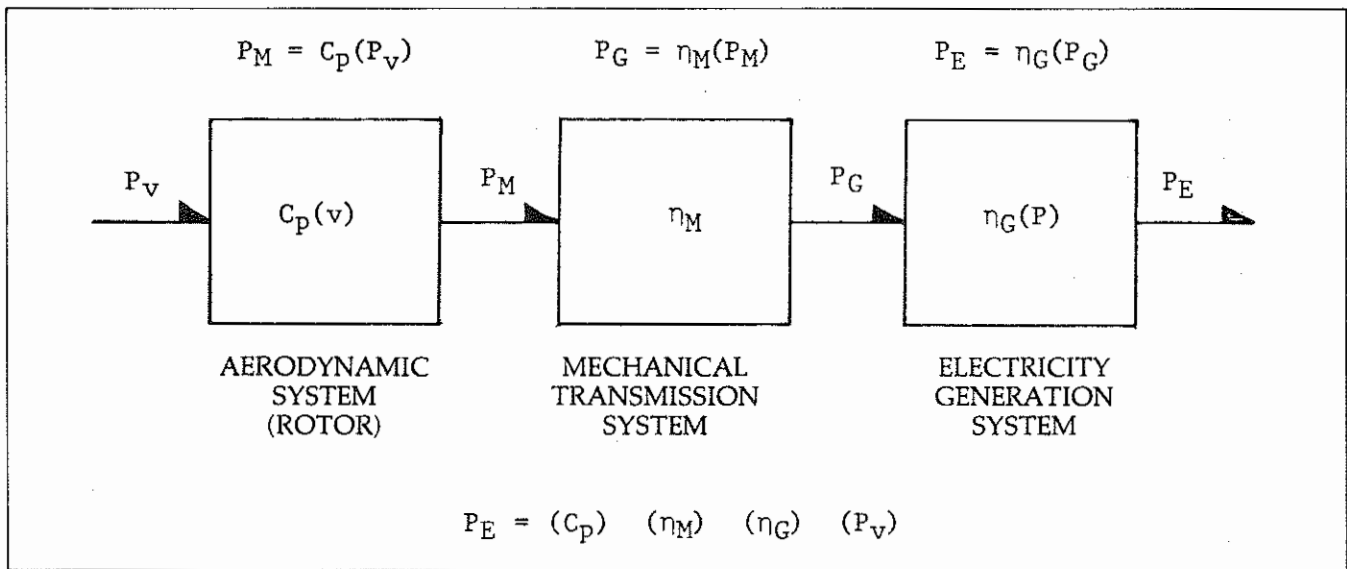 P_M = C_p(P_v)
P_G = η_M(P_M)
P_E = η_G(P_G)
P_v
P_M
P_G
P_E
C_p(v)
η_M
η_G(P)
AERODYNAMIC
SYSTEM
(ROTOR)
MECHANICAL
TRANSMISSION
SYSTEM
ELECTRICITY
GENERATION
SYSTEM
P_E = (C_p) (η_M) (η_G) (P_v)